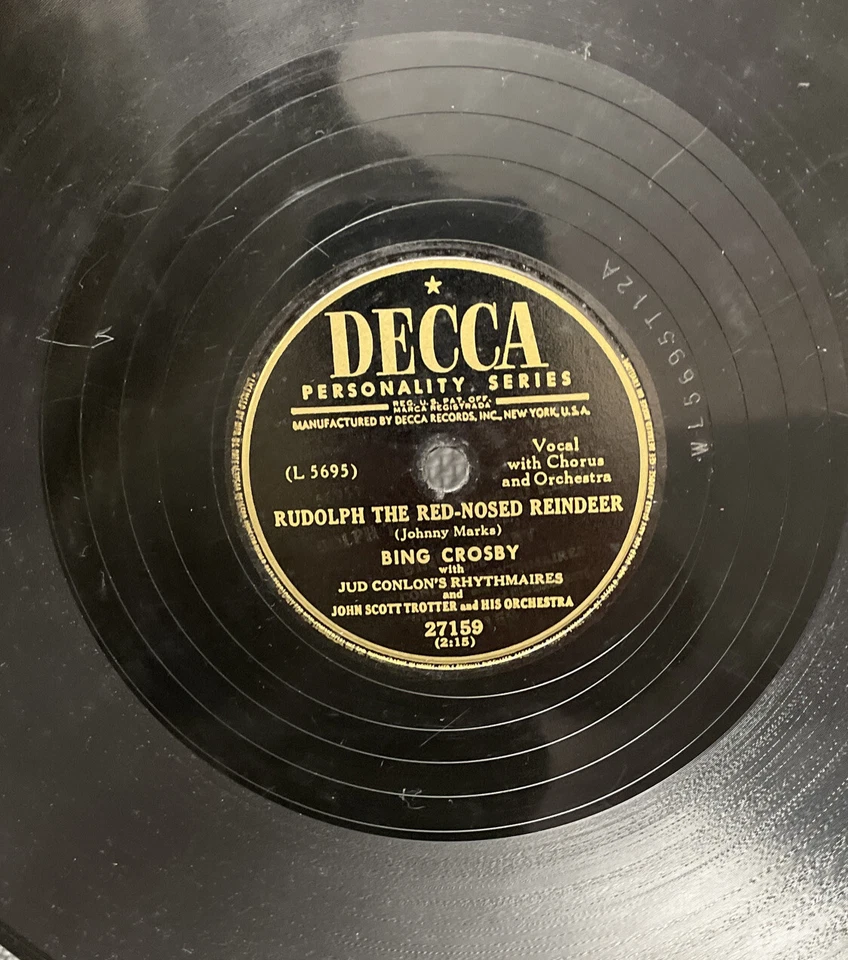 DECCA
PERSONALITY SERIES
REG. U.S. PAT. OFF.
MARCA REGISTRADA
MANUFACTURED BY DECCA RECORDS, INC., NEW YORK, U.S.A.
(L 5695)
Vocal
with Chorus
and Orchestra
RUDOLPH THE RED-NOSED REINDEER
(Johnny Marks)
BING CROSBY
with
JUD CONLON'S RHYTHMAIRES
and
JOHN SCOTT TROTTER and HIS ORCHESTRA
27159
(2:15)
WL5695T12A